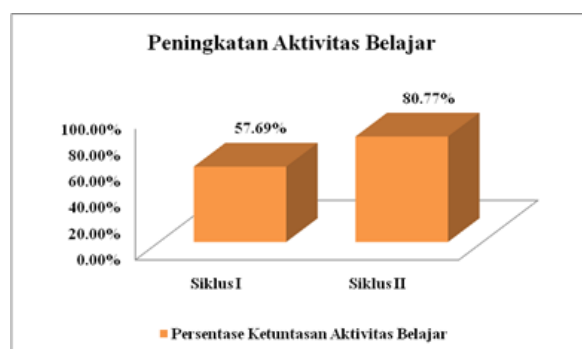 Peningkatan Aktivitas Belajar
80.77%
57.69%
100.00%
80.00%
60.00%
40.00%
20.00%
0.00%
Siklus I
Siklus II
Persentase Ketuntasan Aktivitas Belajar